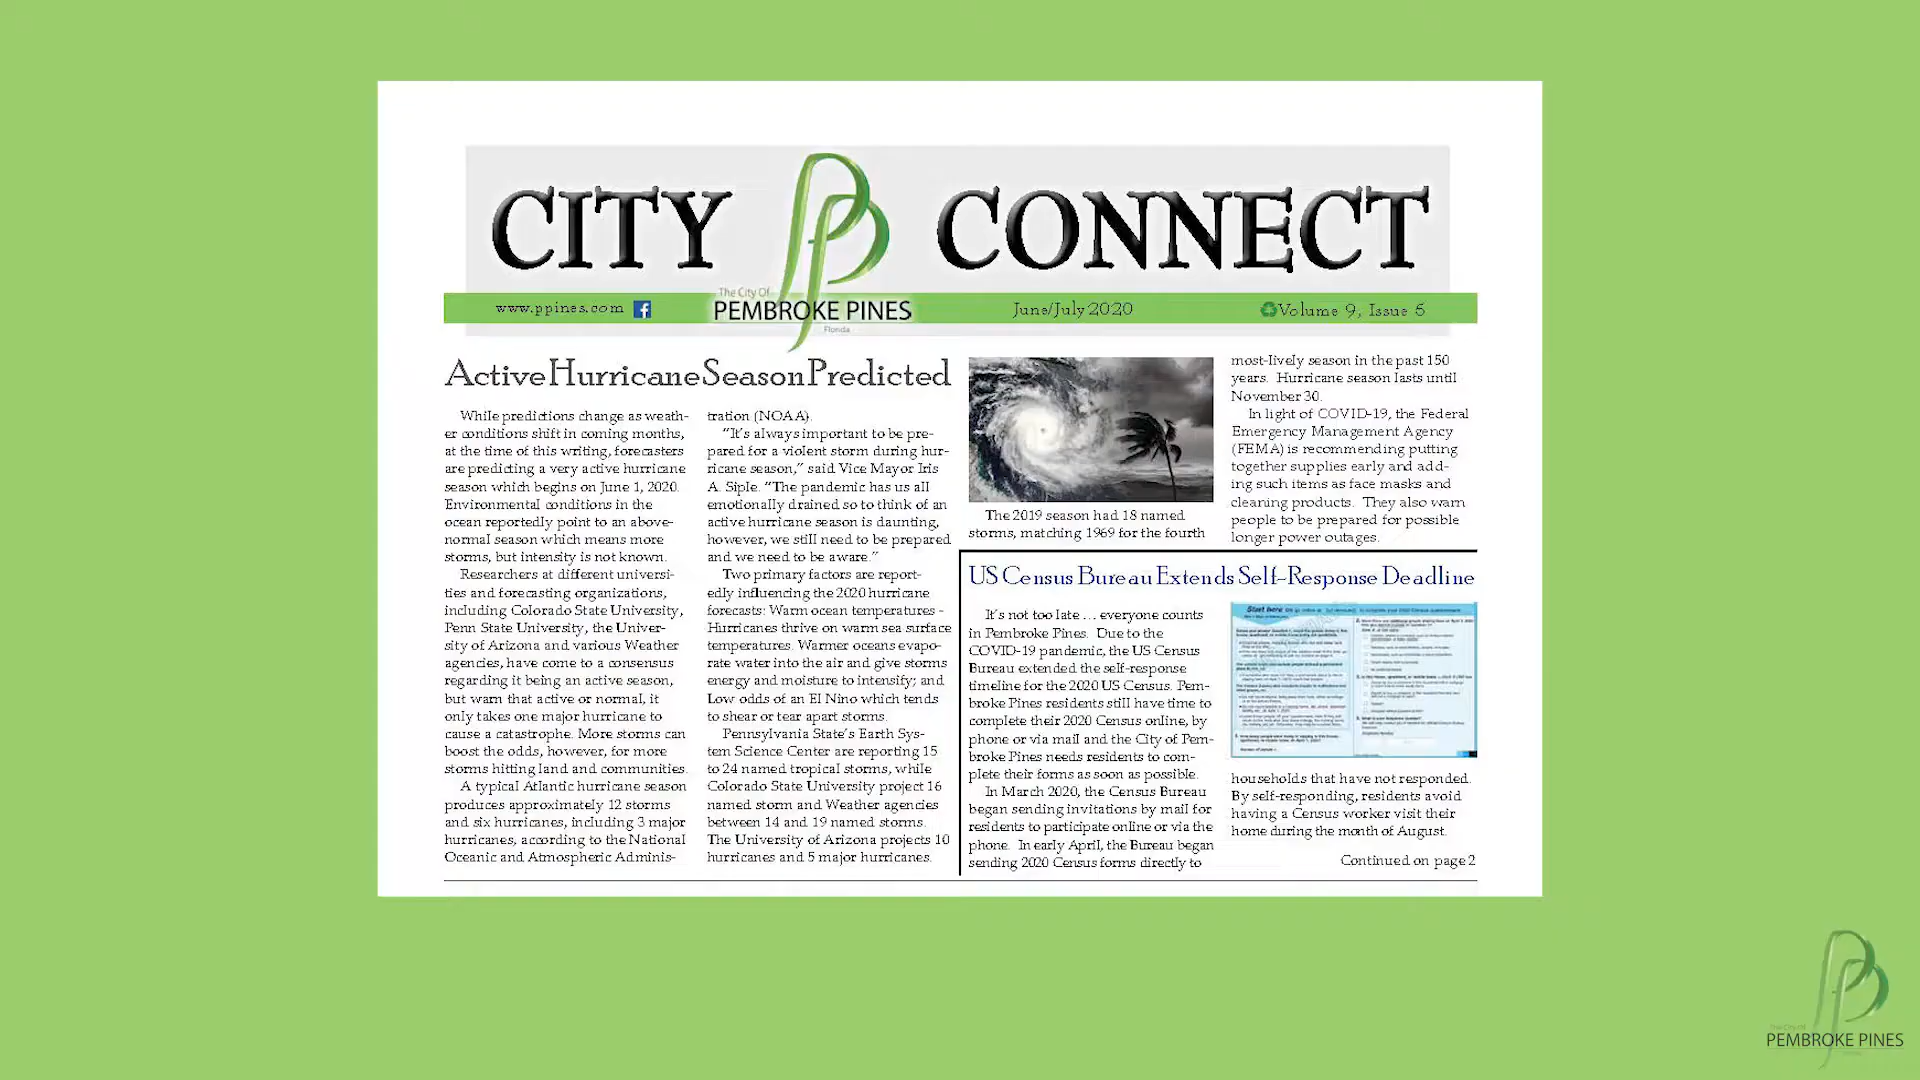 CITY CONNECT
www.ppines.com
The City Of
PEMBROKE PINES
Florida
June/July 2020
Volume 9, Issue 5
Active Hurricane Season Predicted
While predictions change as weath-
er conditions shift in coming months,
at the time of this writing, forecasters
are predicting a very active hurricane
season which begins on June 1, 2020.
Environmental conditions in the
ocean reportedly point to an above-
normal season which means more
storms, but intensity is not known.
Researchers at different universi-
ties and forecasting organizations,
including Colorado State University,
Penn State University, the Univer-
sity of Arizona and various Weather
agencies, have come to a consensus
regarding it being an active season,
but warn that active or normal, it
only takes one major hurricane to
cause a catastrophe. More storms can
boost the odds, however, for more
storms hitting land and communities.
A typical Atlantic hurricane season
produces approximately 12 storms
and six hurricanes, including 3 major
hurricanes, according to the National
Oceanic and Atmospheric Adminis-
tration (NOAA).
"It's always important to be pre-
pared for a violent storm during hur-
ricane season," said Vice Mayor Iris
A. Siple. "The pandemic has us all
emotionally drained so to think of an
active hurricane season is daunting,
however, we still need to be prepared
and we need to be aware."
Two primary factors are report-
edly influencing the 2020 hurricane
forecasts: Warm ocean temperatures -
Hurricanes thrive on warm sea surface
temperatures. Warmer oceans evapo-
rate water into the air and give storms
energy and moisture to intensify; and
Low odds of an El Nino which tends
to shear or tear apart storms.
Pennsylvania State's Earth Sys-
tem Science Center are reporting 15
to 24 named tropical storms, while
Colorado State University project 16
named storm and Weather agencies
between 14 and 19 named storms.
The University of Arizona projects 10
hurricanes and 5 major hurricanes.
The 2019 season had 18 named
storms, matching 1969 for the fourth
most-lively season in the past 150
years. Hurricane season lasts until
November 30.
In light of COVID-19, the Federal
Emergency Management Agency
(FEMA) is recommending putting
together supplies early and add-
ing such items as face masks and
cleaning products. They also warn
people to be prepared for possible
longer power outages.
US Census Bureau Extends Self-Response Deadline
It's not too late ... everyone counts
in Pembroke Pines. Due to the
COVID-19 pandemic, the US Census
Bureau extended the self-response
timeline for the 2020 US Census. Pem-
broke Pines residents still have time to
complete their 2020 Census online, by
phone or via mail and the City of Pem-
broke Pines needs residents to com-
plete their forms as soon as possible.
In March 2020, the Census Bureau
began sending invitations by mail for
residents to participate online or via the
phone. In early April, the Bureau began
sending 2020 Census forms directly to
Start here
households that have not responded.
By self-responding, residents avoid
having a Census worker visit their
home during the month of August.
Continued on page 2
The City Of
PEMBROKE PINES